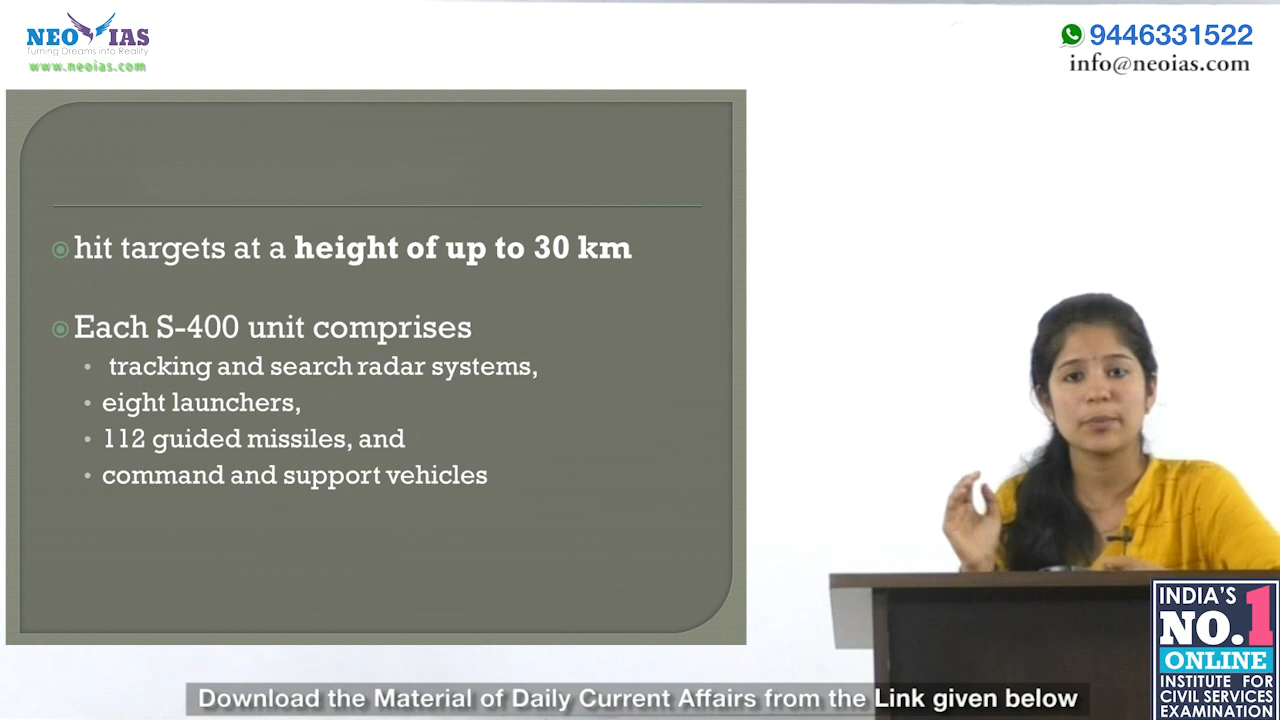 NEO IAS
Turning Dreams into Reality
www.neoias.com
9446331522
info@neoias.com
hit targets at a height of up to 30 km
Each S-400 unit comprises
tracking and search radar systems,
eight launchers,
112 guided missiles, and
command and support vehicles
INDIA'S
NO.1
ONLINE
INSTITUTE FOR
CIVIL SERVICES
EXAMINATION
Download the Material of Daily Current Affairs from the Link given below